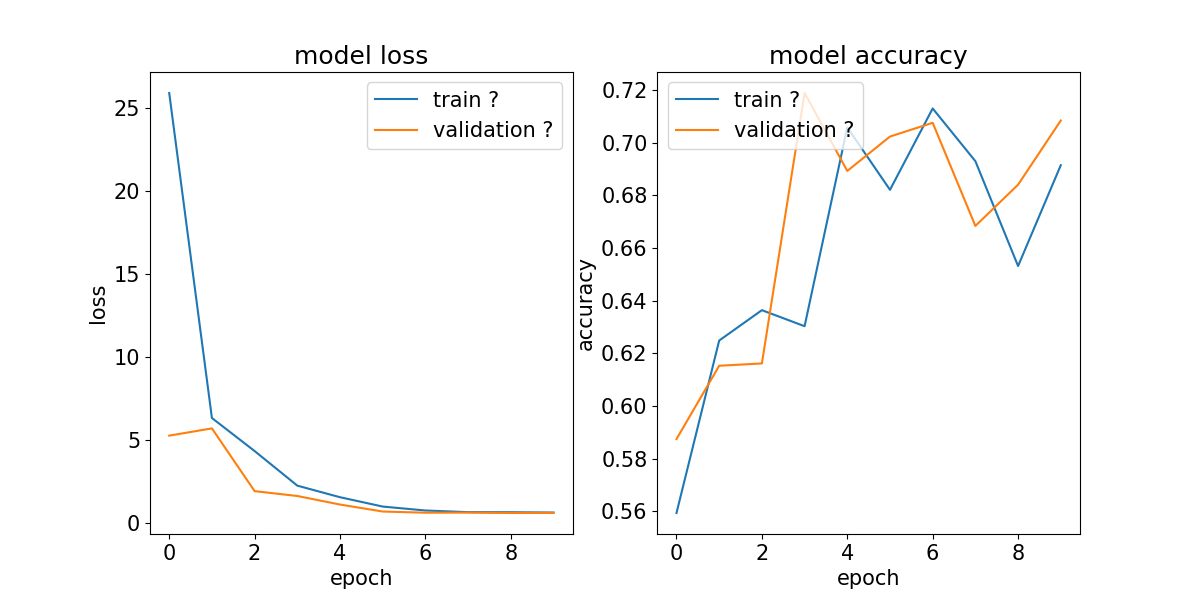 model loss
train ?
validation ?
25
20
15
10
5
0
loss
0 2 4 6 8
epoch
model accuracy
train ?
validation ?
0.72
0.70
0.68
0.66
0.64
0.62
0.60
0.58
0.56
accuracy
0 2 4 6 8
epoch